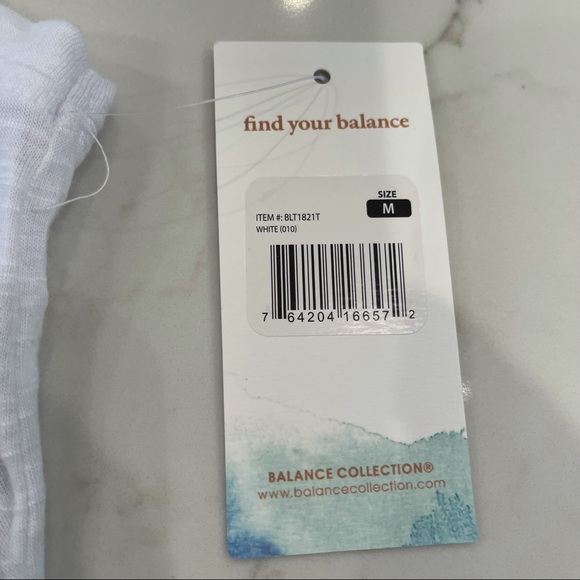 find your balance
SIZE
M
ITEM #: BLT1821T
WHITE (010)
7 64204 16657 2
BALANCE COLLECTION®
www.balancecollection.com